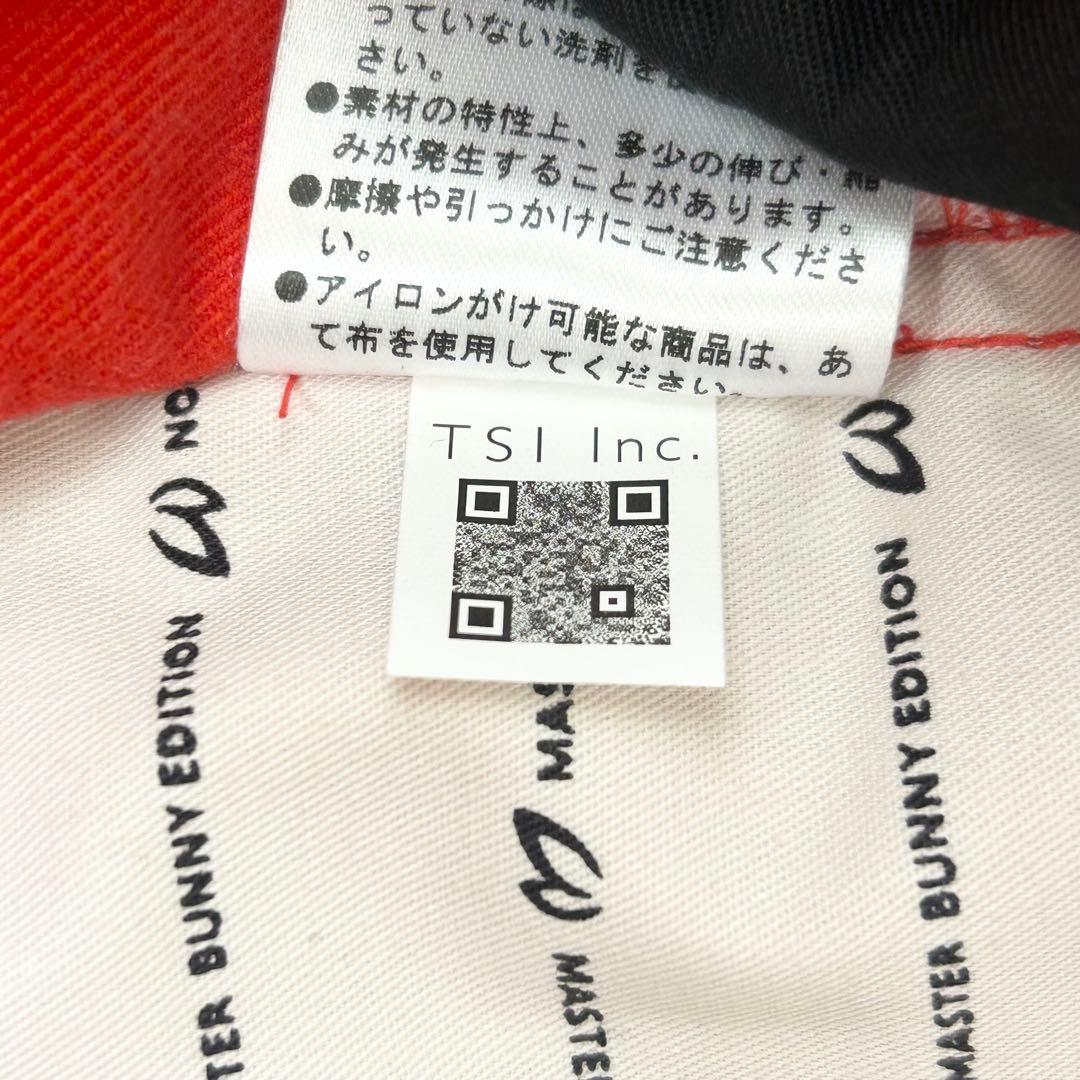 っていない洗剤を
さい。
●素材の特性上、多少の伸び・縮
みが発生することがあります。
●摩擦や引っかけにご注意くださ
い。
●アイロンがけ可能な商品は、あ
て布を使用してください。
TSI Inc.
NO
BUNNY EDITION
TER
MAS
MASTE
MASTER BUNNY EDITION